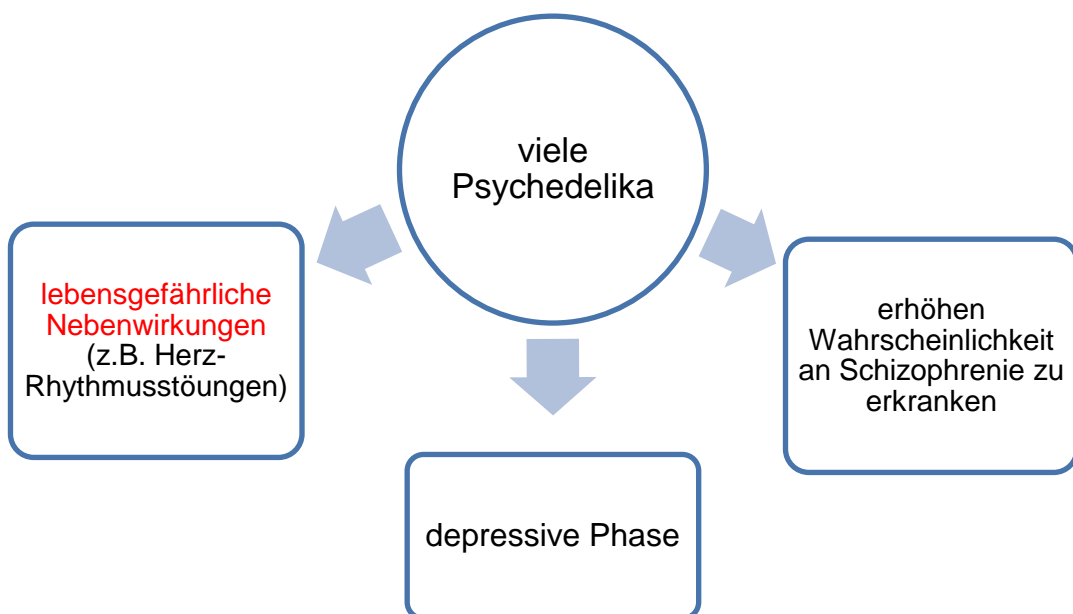 viele
Psychedelika
lebensgefährliche
Nebenwirkungen
(z.B. Herz-
Rhythmusstöungen)
depressive Phase
erhöhen
Wahrscheinlichkeit
an Schizophrenie zu
erkranken